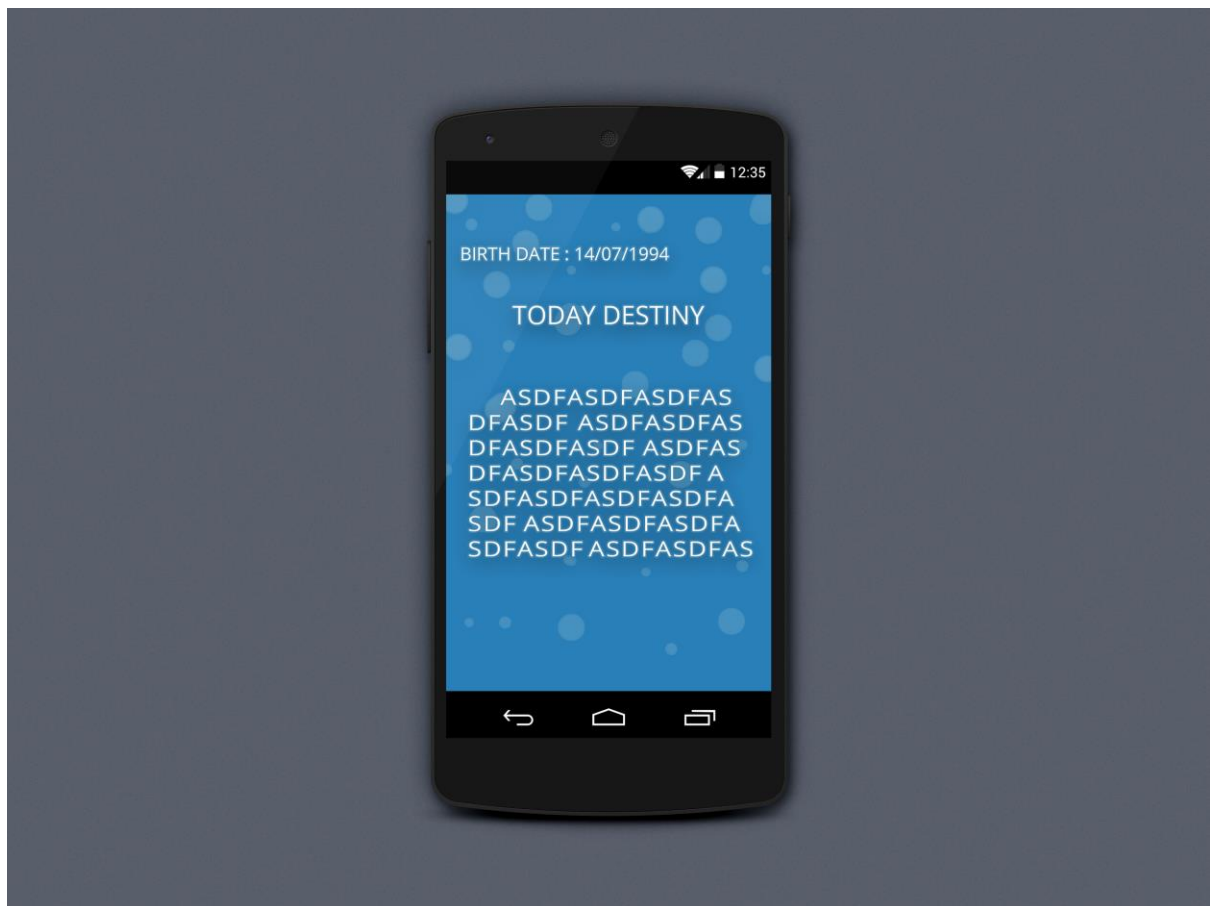 12:35
BIRTH DATE : 14/07/1994
TODAY DESTINY
ASDFASDFASDFAS
DFASDF ASDFASDFAS
DFASDFASDF ASDFAS
DFASDFASDFASDF A
SDFASDFASDFASDFA
SDF ASDFASDFASDFA
SDFASDF ASDFASDFAS